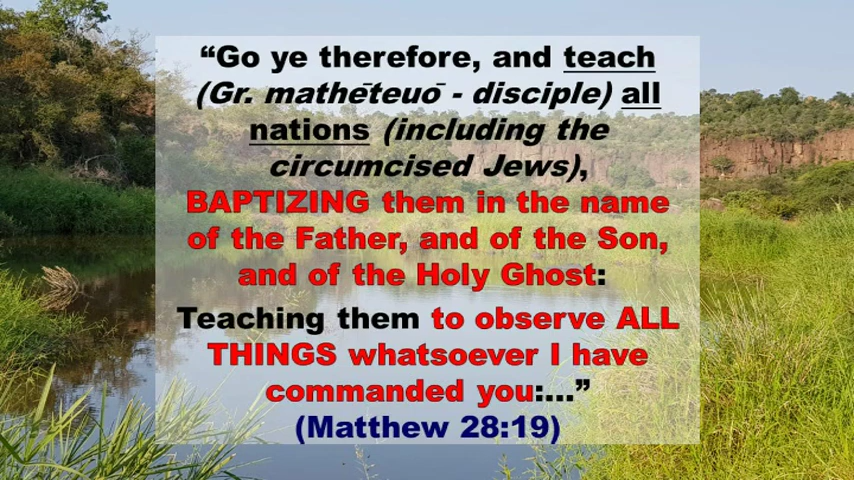 “Go ye therefore, and teach
(Gr. mathēteuō - disciple) all
nations (including the
circumcised Jews),
BAPTIZING them in the name
of the Father, and of the Son,
and of the Holy Ghost:
Teaching them to observe ALL
THINGS whatsoever I have
commanded you:...”
(Matthew 28:19)